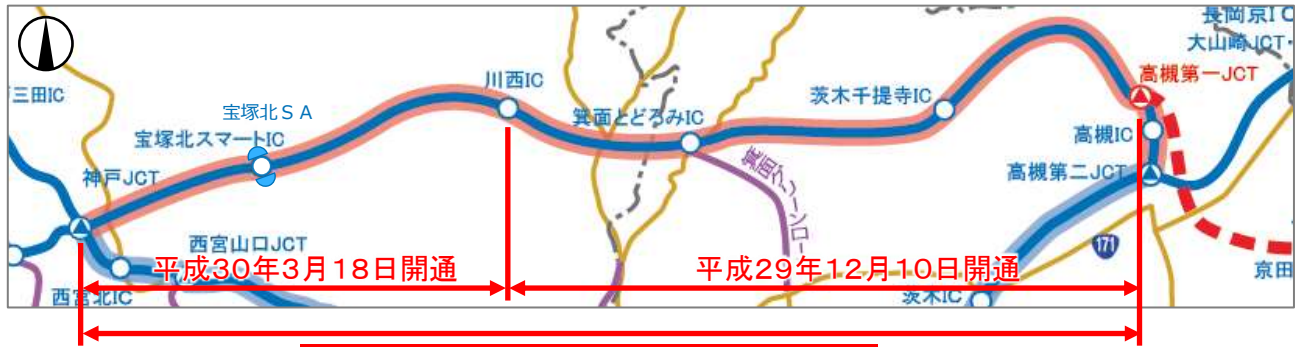 長岡京IC
大山崎JCT・
高槻第一JCT
川西IC
三田IC
宝塚北SA
箕面とどろみIC
茨木千提寺IC
宝塚北スマートIC
高槻IC
神戸JCT
高槻第二JCT
箕面グリーンロード
西宮山口JCT
171
平成30年3月18日開通
平成29年12月10日開通
京田
西宮北IC
茨木IC